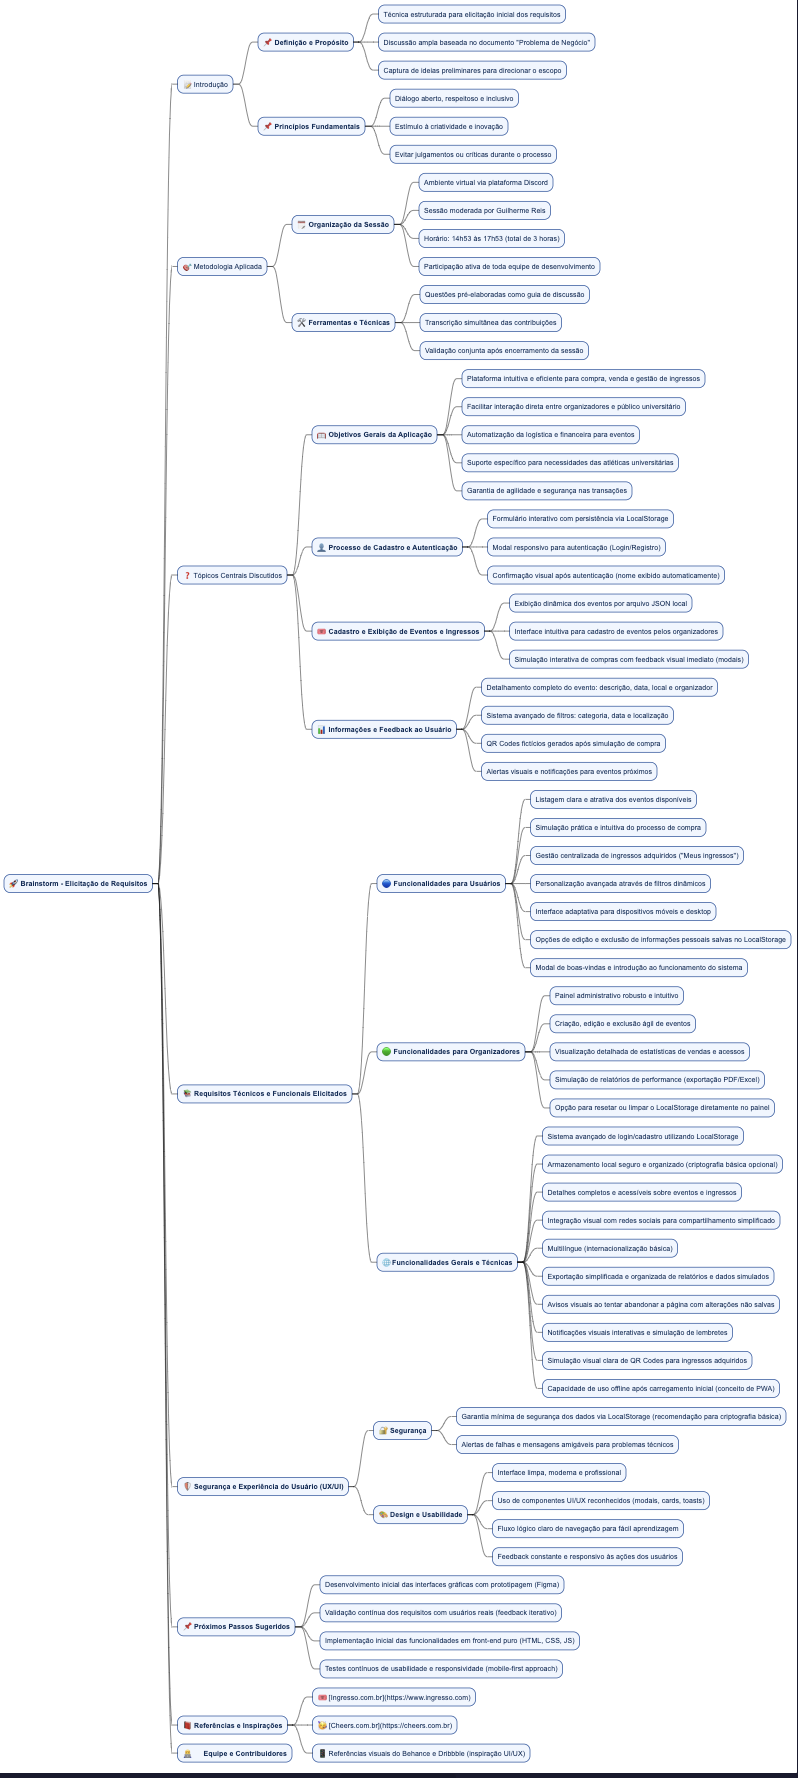 Brainstorm - Elicitação de Requisitos
Introdução
Definição e Propósito
Técnica estruturada para elicitação inicial dos requisitos
Discussão ampla baseada no documento "Problema de Negócio"
Captura de ideias preliminares para direcionar o escopo
Princípios Fundamentais
Diálogo aberto, respeitoso e inclusivo
Estímulo à criatividade e inovação
Evitar julgamentos ou críticas durante o processo
Metodologia Aplicada
Organização da Sessão
Ambiente virtual via plataforma Discord
Sessão moderada por Guilherme Reis
Horário: 14h53 às 17h53 (total de 3 horas)
Participação ativa de toda equipe de desenvolvimento
Ferramentas e Técnicas
Questões pré-elaboradas como guia de discussão
Transcrição simultânea das contribuições
Validação conjunta após encerramento da sessão
Tópicos Centrais Discutidos
Objetivos Gerais da Aplicação
Plataforma intuitiva e eficiente para compra, venda e gestão de ingressos
Facilitar interação direta entre organizadores e público universitário
Automatização da logística e financeira para eventos
Suporte específico para necessidades das atléticas universitárias
Garantia de agilidade e segurança nas transações
Processo de Cadastro e Autenticação
Formulário interativo com persistência via LocalStorage
Modal responsivo para autenticação (Login/Registro)
Confirmação visual após autenticação (nome exibido automaticamente)
Cadastro e Exibição de Eventos e Ingressos
Exibição dinâmica dos eventos por arquivo JSON local
Interface intuitiva para cadastro de eventos pelos organizadores
Simulação interativa de compras com feedback visual imediato (modais)
Informações e Feedback ao Usuário
Detalhamento completo do evento: descrição, data, local e organizador
Sistema avançado de filtros: categoria, data e localização
QR Codes fictícios gerados após simulação de compra
Alertas visuais e notificações para eventos próximos
Requisitos Técnicos e Funcionais Elicitados
Funcionalidades para Usuários
Listagem clara e atrativa dos eventos disponíveis
Simulação prática e intuitiva do processo de compra
Gestão centralizada de ingressos adquiridos ("Meus ingressos")
Personalização avançada através de filtros dinâmicos
Interface adaptativa para dispositivos móveis e desktop
Opções de edição e exclusão de informações pessoais salvas no LocalStorage
Modal de boas-vindas e introdução ao funcionamento do sistema
Funcionalidades para Organizadores
Painel administrativo robusto e intuitivo
Criação, edição e exclusão ágil de eventos
Visualização detalhada de estatísticas de vendas e acessos
Simulação de relatórios de performance (exportação PDF/Excel)
Opção para resetar ou limpar o LocalStorage diretamente no painel
Funcionalidades Gerais e Técnicas
Sistema avançado de login/cadastro utilizando LocalStorage
Armazenamento local seguro e organizado (criptografia básica opcional)
Detalhes completos e acessíveis sobre eventos e ingressos
Integração visual com redes sociais para compartilhamento simplificado
Multilíngue (internacionalização básica)
Exportação simplificada e organizada de relatórios e dados simulados
Avisos visuais ao tentar abandonar a página com alterações não salvas
Notificações visuais interativas e simulação de lembretes
Simulação visual clara de QR Codes para ingressos adquiridos
Capacidade de uso offline após carregamento inicial (conceito de PWA)
Segurança e Experiência do Usuário (UX/UI)
Segurança
Garantia mínima de segurança dos dados via LocalStorage (recomendação para criptografia básica)
Alertas de falhas e mensagens amigáveis para problemas técnicos
Design e Usabilidade
Interface limpa, moderna e profissional
Uso de componentes UI/UX reconhecidos (modais, cards, toasts)
Fluxo lógico claro de navegação para fácil aprendizagem
Feedback constante e responsivo às ações dos usuários
Próximos Passos Sugeridos
Desenvolvimento inicial das interfaces gráficas com prototipagem (Figma)
Validação contínua dos requisitos com usuários reais (feedback iterativo)
Implementação inicial das funcionalidades em front-end puro (HTML, CSS, JS)
Testes contínuos de usabilidade e responsividade (mobile-first approach)
Referências e Inspirações
[Ingresso.com.br](https://www.ingresso.com)
[Cheers.com.br](https://cheers.com.br)
Referências visuais do Behance e Dribbble (inspiração UI/UX)
Equipe e Contribuidores